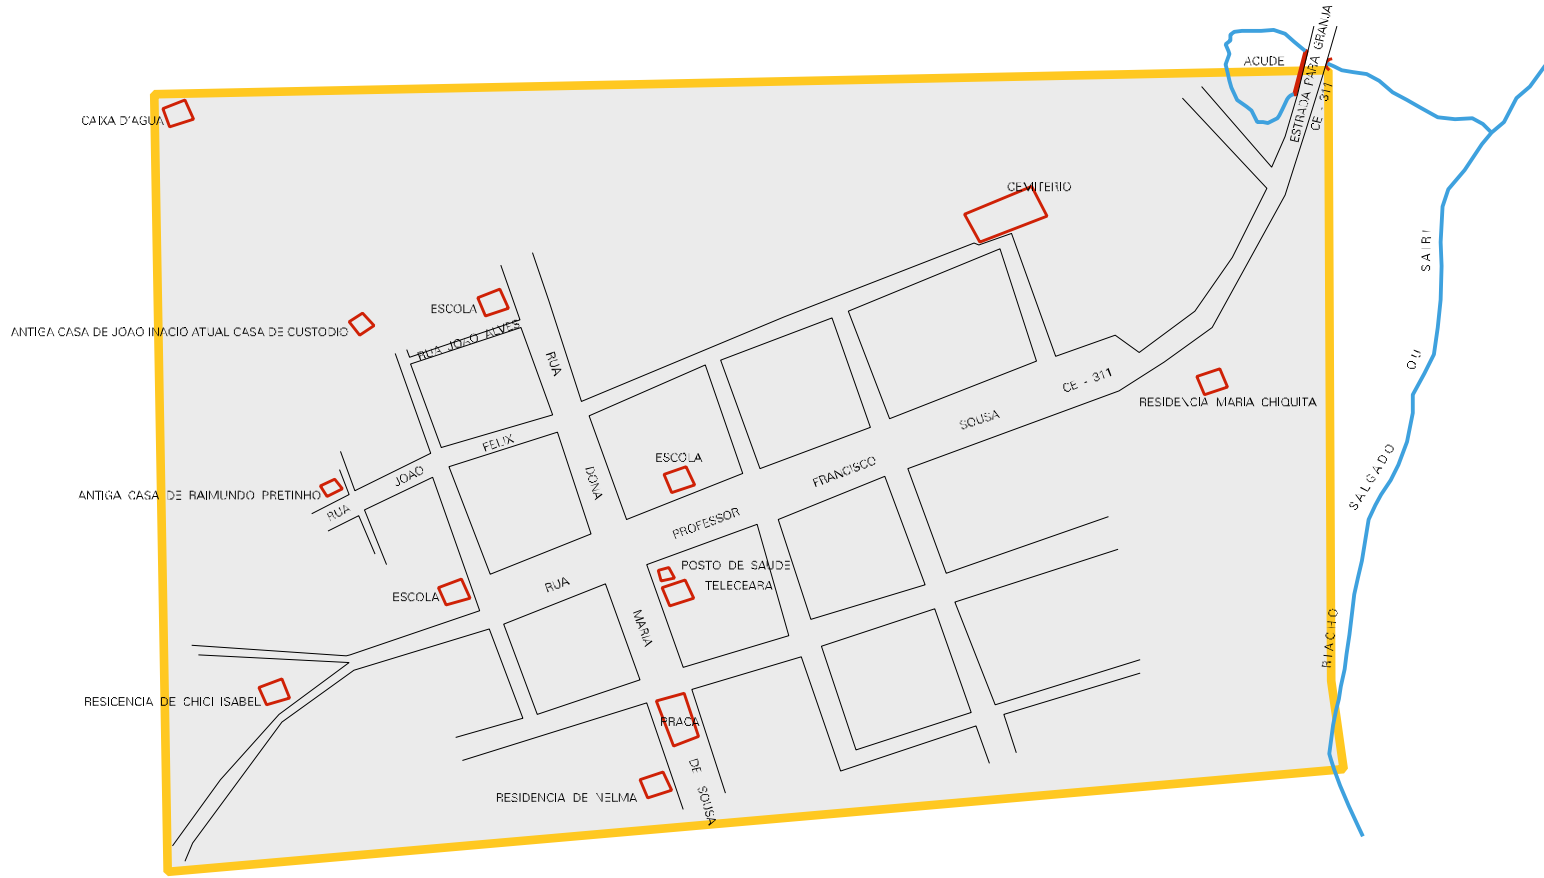 ESTRADA PARA GRANJA
CE - 311
ACUDE
CAIXA D'AGUA
CEMITERIO
SAIRI
OU
SALGADO
RIACHO
ESCOLA
ANTIGA CASA DE JOAO INACIO ATUAL CASA DE CUSTODIO
RUA JOAO ALVES
RUA
CE - 311
RESIDENCIA MARIA CHIQUITA
SOUSA
FRANCISCO
PROFESSOR
RUA
FELIX
JOAO
RUA
DONA
ESCOLA
ANTIGA CASA DE RAIMUNDO PRETINHO
POSTO DE SAUDE
TELECEARA
ESCOLA
MARIA
RESICENCIA DE CHICI ISABEL
PRACA
DE SOUSA
RESIDENCIA DE VELMA